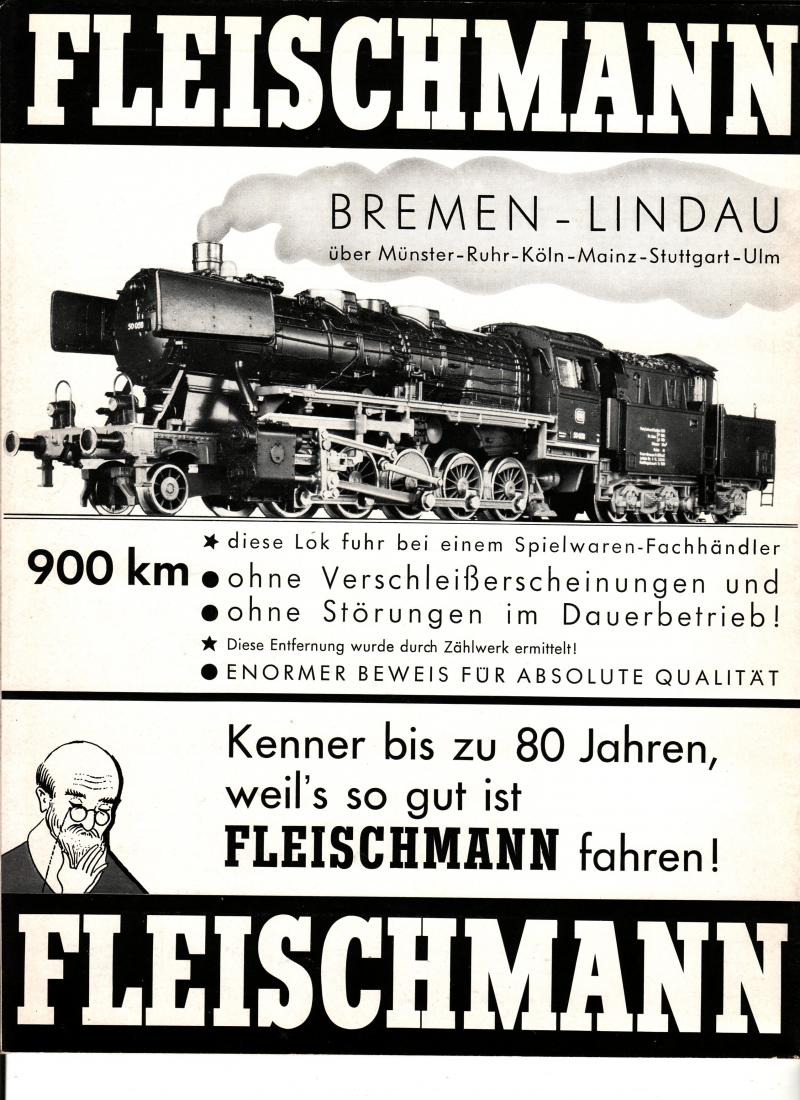 FLEISCHMANN
BREMEN - LINDAU
über Münster-Ruhr-Köln-Mainz-Stuttgart-Ulm
50 058
900 km
★ diese Lok fuhr bei einem Spielwaren-Fachhändler
● ohne Verschleißerscheinungen und
● ohne Störungen im Dauerbetrieb!
★ Diese Entfernung wurde durch Zählwerk ermittelt!
● ENORMER BEWEIS FÜR ABSOLUTE QUALITÄT
Kenner bis zu 80 Jahren,
weil's so gut ist
FLEISCHMANN fahren!
FLEISCHMANN